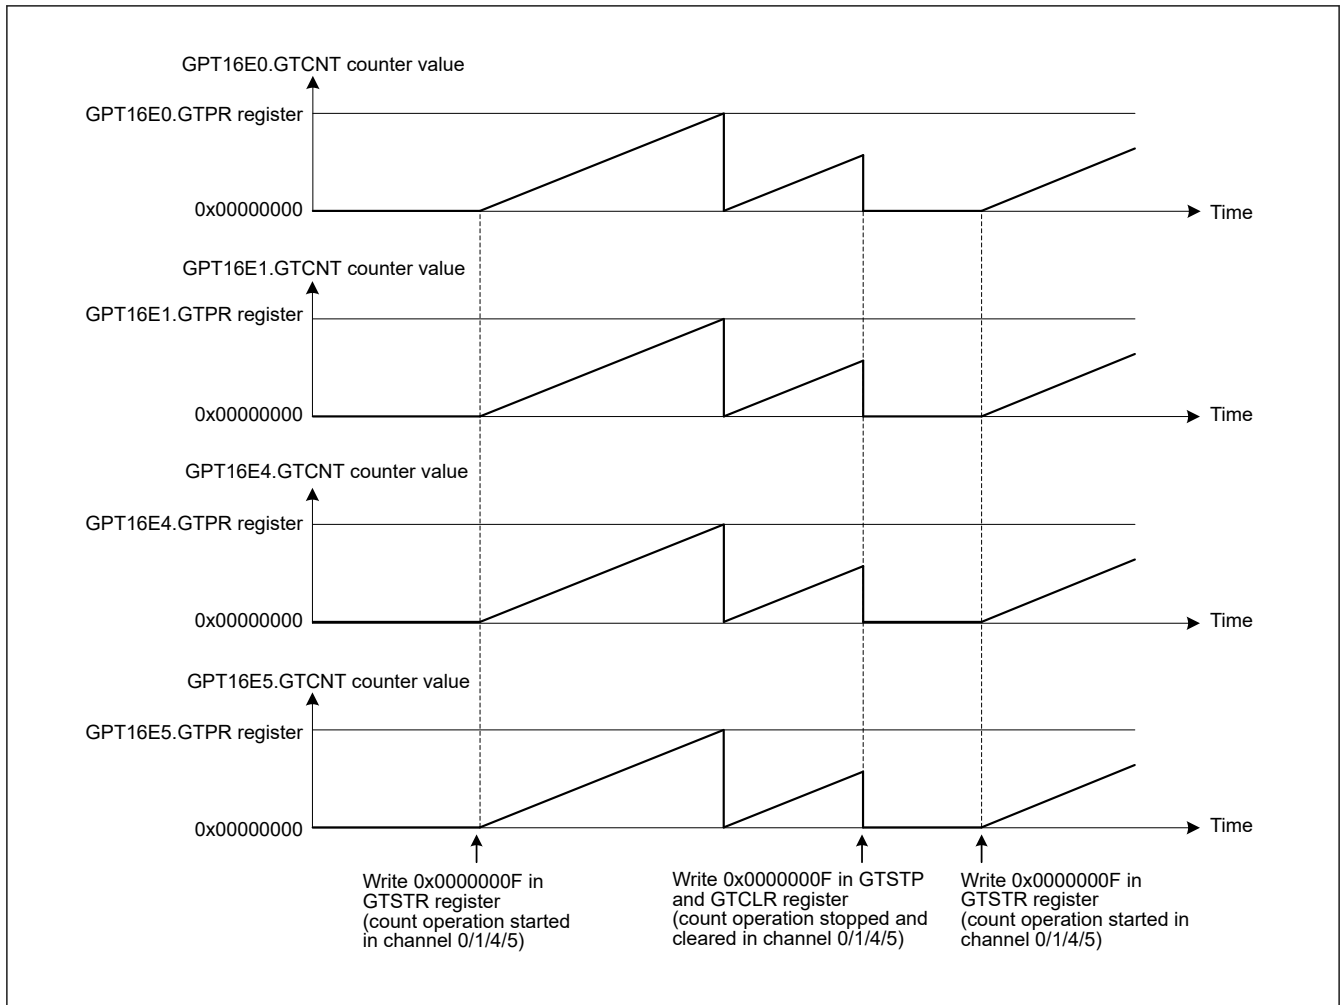 GPT16E0.GTCNT counter value
GPT16E0.GTPR register
0x00000000
Time
GPT16E1.GTCNT counter value
GPT16E1.GTPR register
0x00000000
Time
GPT16E4.GTCNT counter value
GPT16E4.GTPR register
0x00000000
Time
GPT16E5.GTCNT counter value
GPT16E5.GTPR register
0x00000000
Time
Write 0x0000000F in
GTSTR register
(count operation started
in channel 0/1/4/5)
Write 0x0000000F in GTSTP
and GTCLR register
(count operation stopped and
cleared in channel 0/1/4/5)
Write 0x0000000F in
GTSTR register
(count operation started in
channel 0/1/4/5)